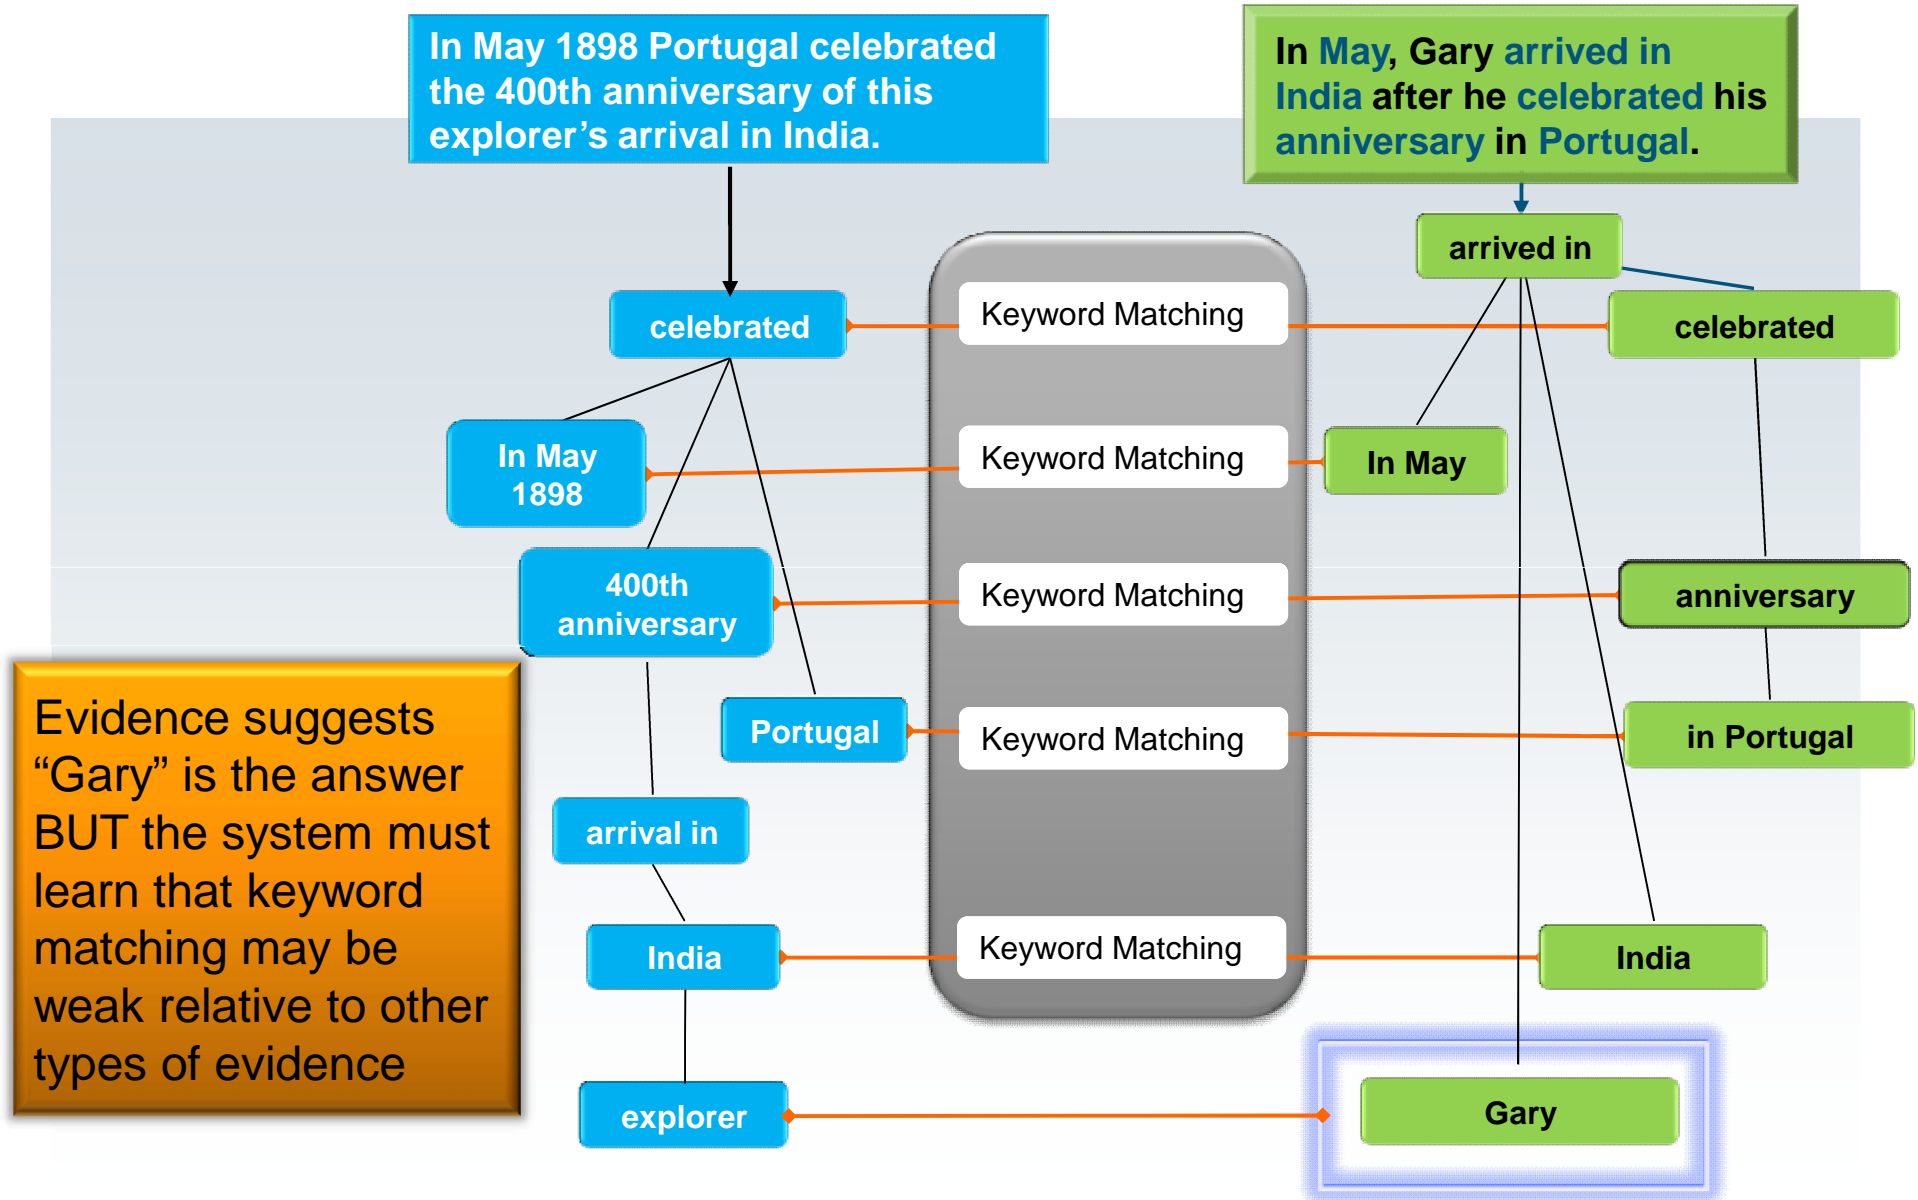 In May 1898 Portugal celebrated
the 400th anniversary of this
explorer’s arrival in India.
In May, Gary arrived in
India after he celebrated his
anniversary in Portugal.
arrived in
celebrated
Keyword Matching
celebrated
In May
1898
Keyword Matching
In May
400th
anniversary
Keyword Matching
anniversary
Portugal
Keyword Matching
in Portugal
arrival in
India
Keyword Matching
India
explorer
Gary
Evidence suggests
“Gary” is the answer
BUT the system must
learn that keyword
matching may be
weak relative to other
types of evidence